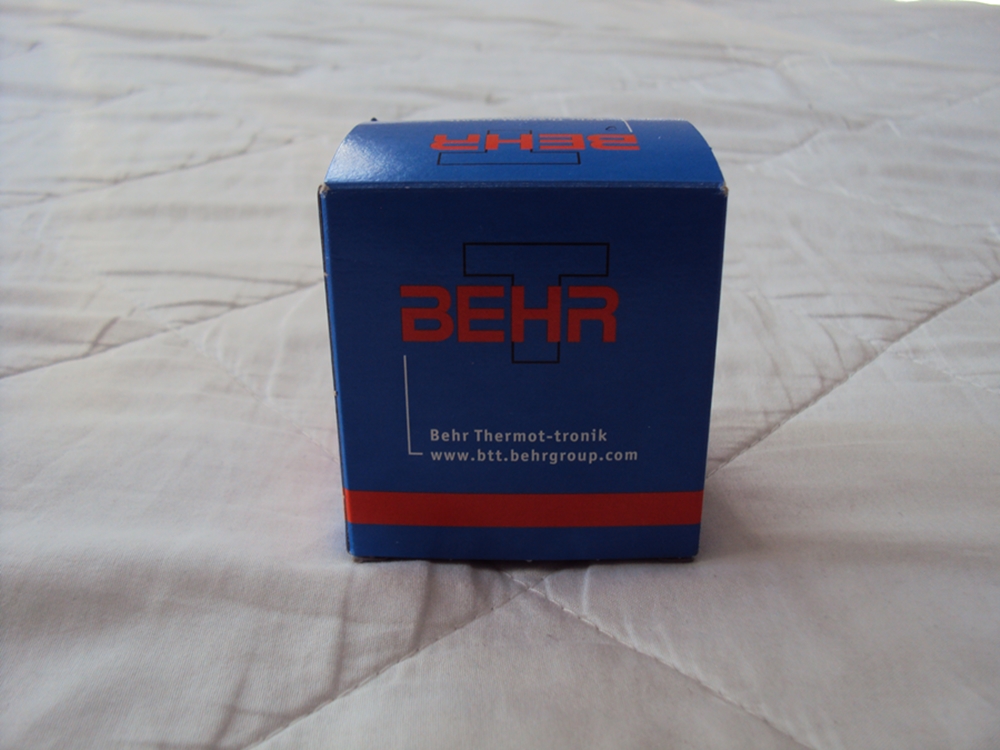 BEHR
BEHR
Behr Thermot-tronik
www.btt.behrgroup.com